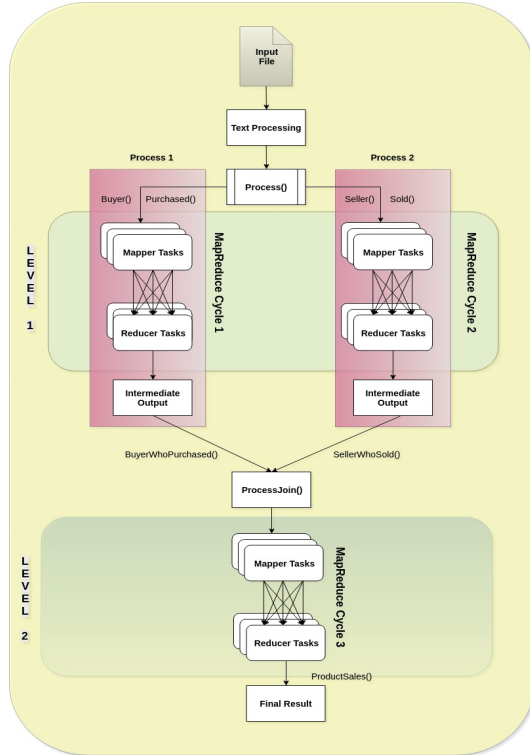 Input
File
Text Processing
Process 1
Process 2
Process()
Buyer()
Purchased()
Seller()
Sold()
LEVEL 1
Mapper Tasks
MapReduce Cycle 1
Mapper Tasks
MapReduce Cycle 2
Reducer Tasks
Reducer Tasks
Intermediate
Output
Intermediate
Output
BuyerWhoPurchased()
SellerWhoSold()
ProcessJoin()
LEVEL 2
Mapper Tasks
MapReduce Cycle 3
Reducer Tasks
ProductSales()
Final Result